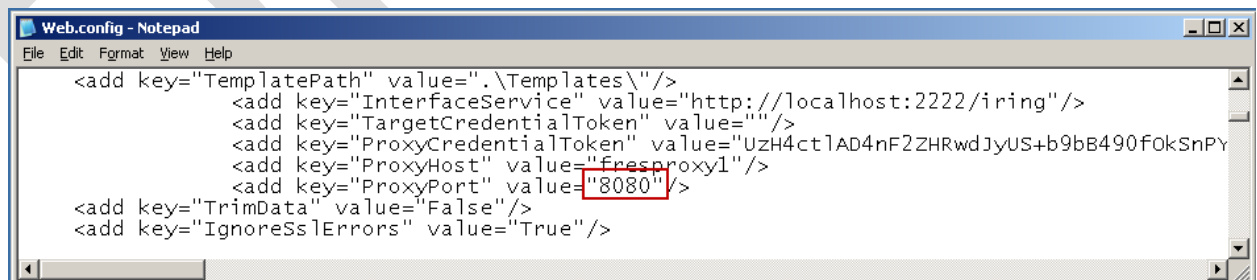 Web.config - Notepad
File Edit Format View Help
<add key="TemplatePath" value=".\Templates\"/>
<add key="InterfaceService" value="http://localhost:2222/iring"/>
<add key="TargetCredentialToken" value=""/>
<add key="ProxyCredentialToken" value="UzH4ctlAD4nF2ZHRwdJyUS+b9bB490fOkSnPY
<add key="ProxyHost" value="fresproxy1"/>
<add key="ProxyPort" value="8080"/>
<add key="TrimData" value="False"/>
<add key="IgnoreSslErrors" value="True"/>